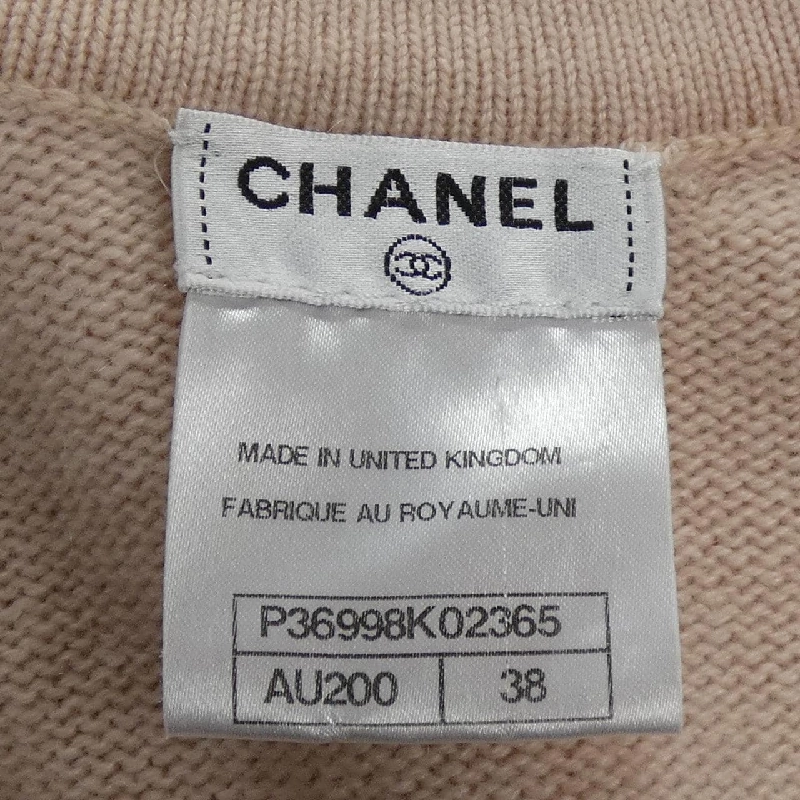 CHANEL
MADE IN UNITED KINGDOM
FABRIQUE AU ROYAUME-UNI
P36998K02365
AU200 38